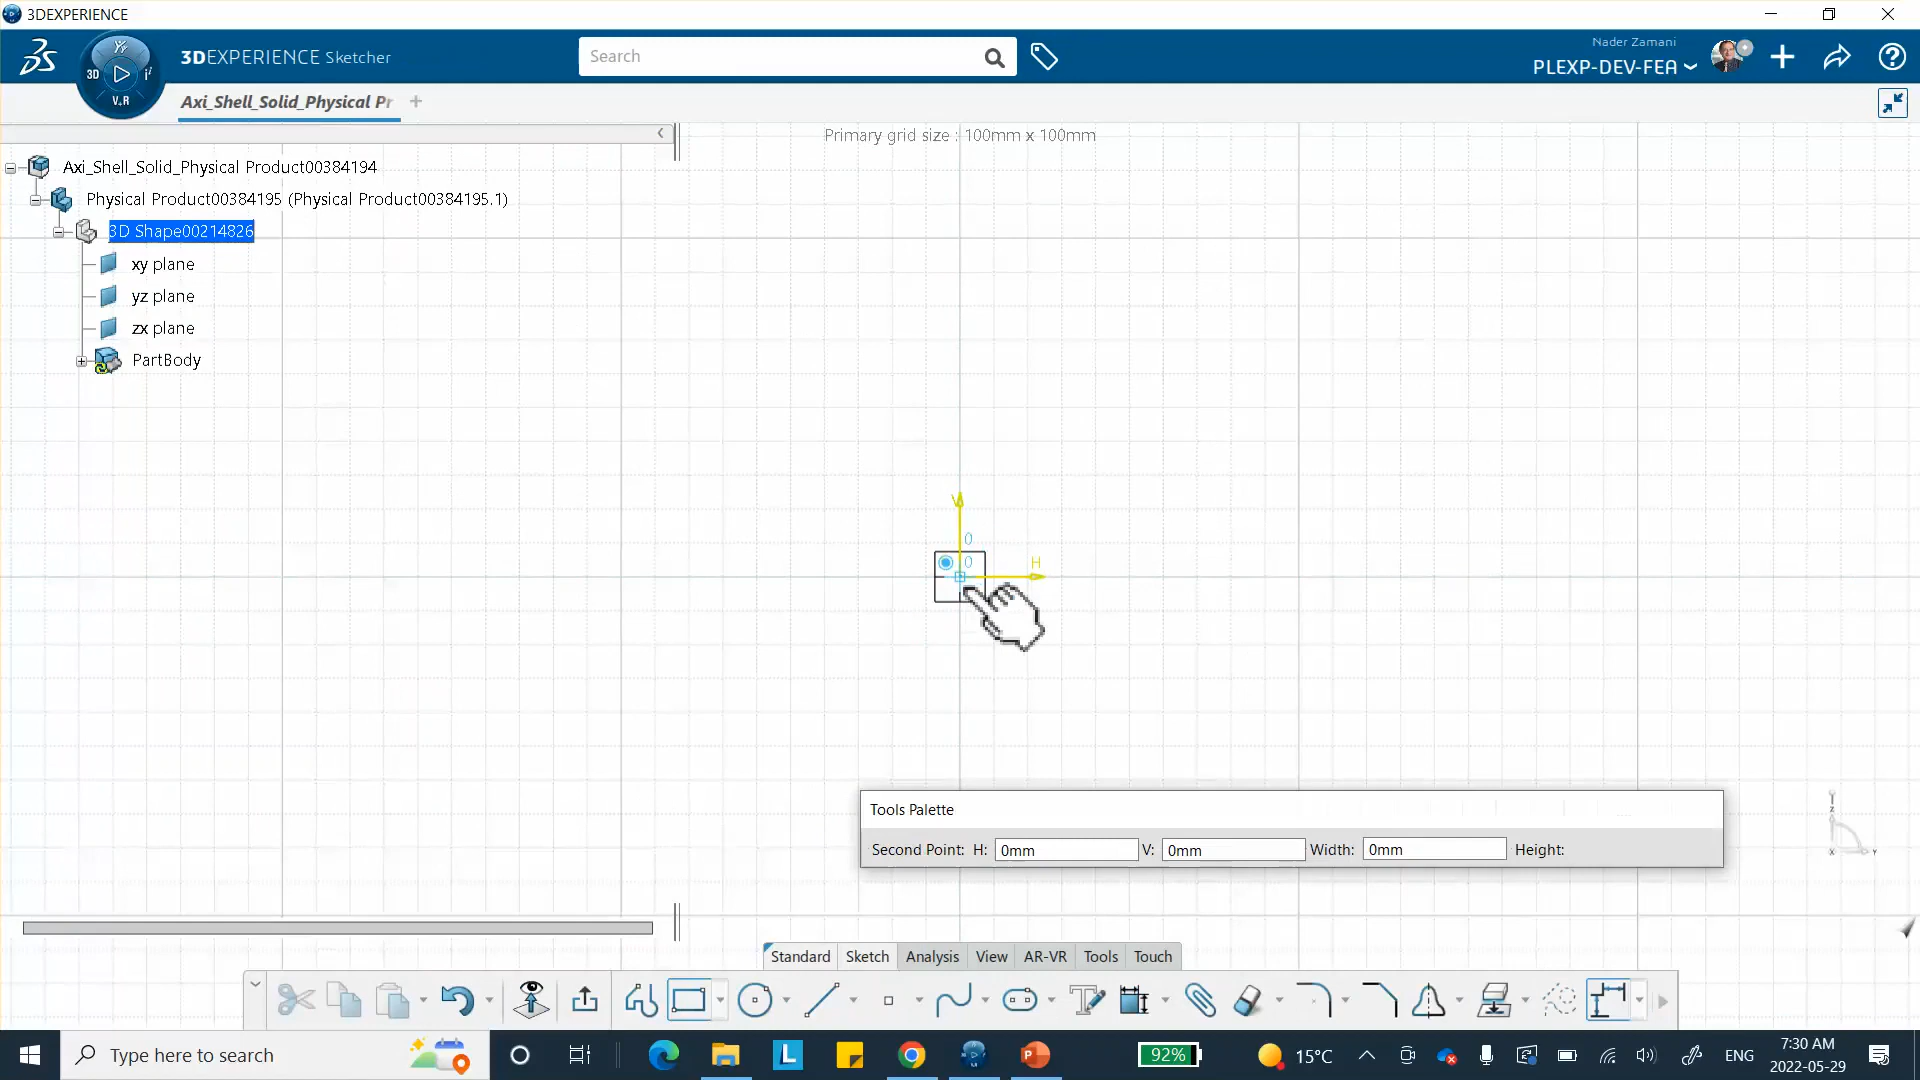 3DEXPERIENCE
3DEXPERIENCE Sketcher
Search
Nader Zamani
PLEXP-DEV-FEA
3D
V.R
Axi_Shell_Solid_Physical Pr
Primary grid size : 100mm x 100mm
Axi_Shell_Solid_Physical Product00384194
Physical Product00384195 (Physical Product00384195.1)
3D Shape00214826
xy plane
yz plane
zx plane
PartBody
V
0
0
H
Tools Palette
Second Point: H: 0mm V: 0mm Width: 0mm Height:
Standard Sketch Analysis View AR-VR Tools Touch
Type here to search
92%
15°C
ENG
7:30 AM
2022-05-29